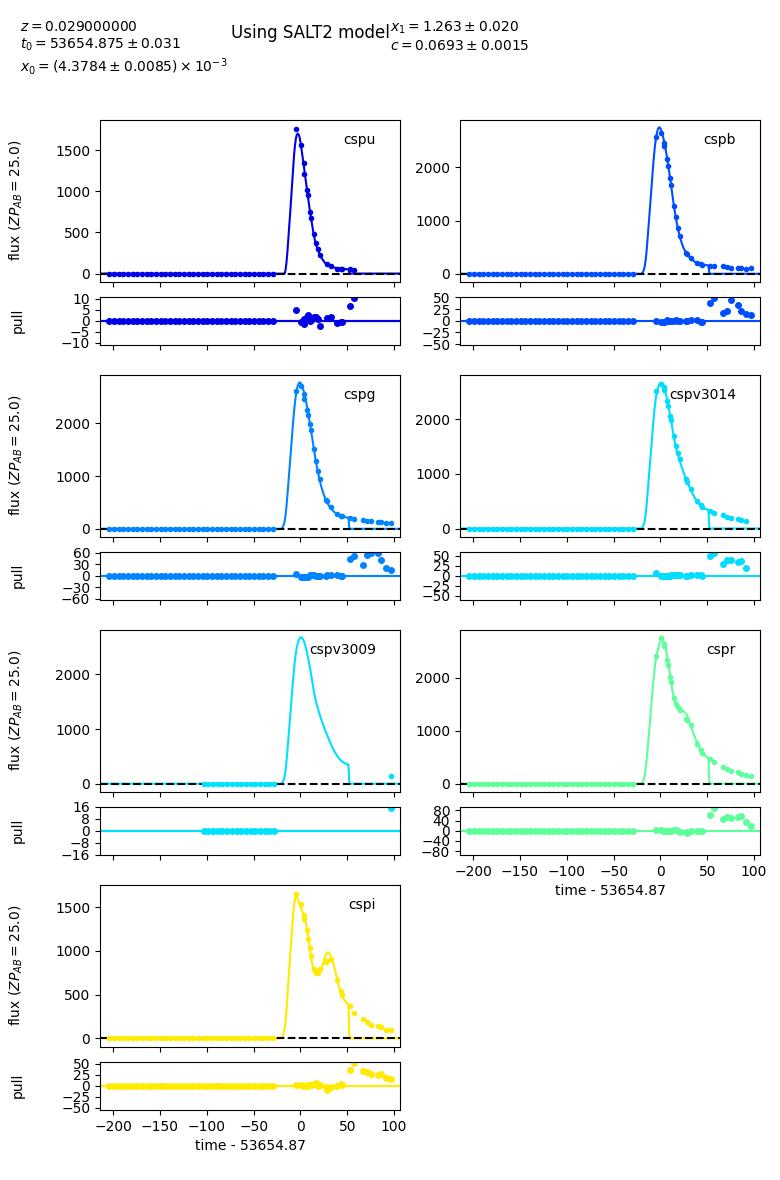 z = 0.029000000
t0 = 53654.875 ± 0.031
x0 = (4.3784 ± 0.0085) × 10^−3
Using SALT2 model
x1 = 1.263 ± 0.020
c = 0.0693 ± 0.0015
flux (ZP_AB = 25.0)
1500
1000
500
0
cspu
2000
1000
0
cspb
pull
10
5
0
−5
−10
50
25
0
−25
−50
flux (ZP_AB = 25.0)
2000
1000
0
cspg
2000
1000
0
cspv3014
pull
60
30
0
−30
−60
50
25
0
−25
−50
flux (ZP_AB = 25.0)
2000
1000
0
cspv3009
2000
1000
0
cspr
pull
16
8
0
−8
−16
80
40
0
−40
−80
−200 −150 −100 −50 0 50 100
time - 53654.87
flux (ZP_AB = 25.0)
1500
1000
500
0
cspi
pull
50
25
0
−25
−50
−200 −150 −100 −50 0 50 100
time - 53654.87